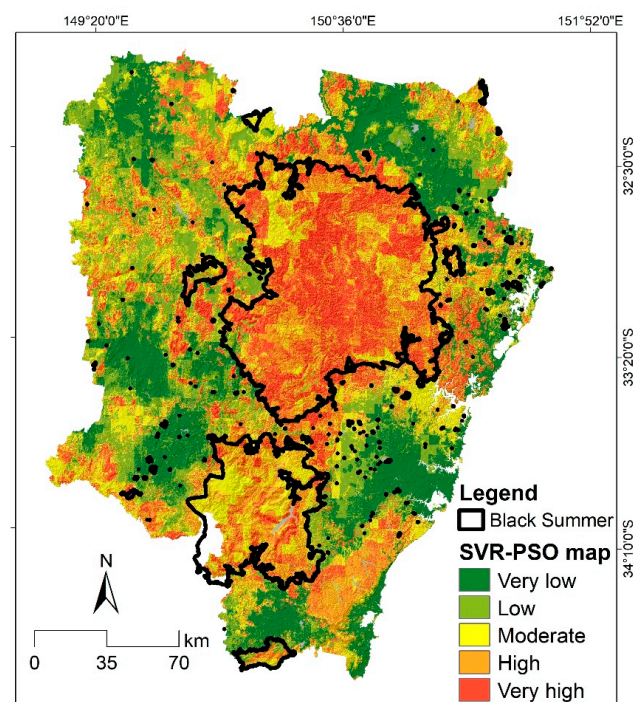 149°20'0"E 150°36'0"E 151°52'0"E
32°30'0"S
33°20'0"S
34°10'0"S
Legend
Black Summer
SVR-PSO map
Very low
Low
Moderate
High
Very high
N
km
0 35 70